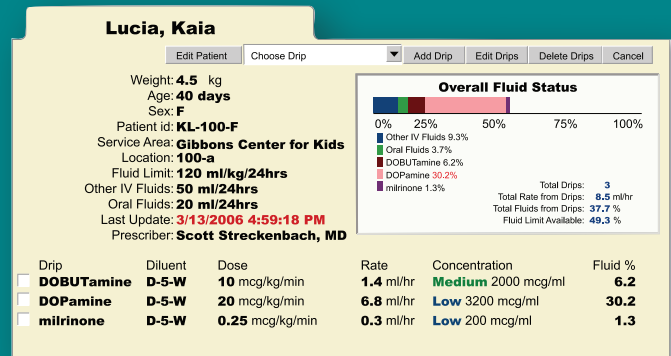 Lucia, Kaia
Edit Patient Choose Drip Add Drip Edit Drips Delete Drips Cancel
Weight: 4.5 kg
Age: 40 days
Sex: F
Patient id: KL-100-F
Service Area: Gibbons Center for Kids
Location: 100-a
Fluid Limit: 120 ml/kg/24hrs
Other IV Fluids: 50 ml/24hrs
Oral Fluids: 20 ml/24hrs
Last Update: 3/13/2006 4:59:18 PM
Prescriber: Scott Streckenbach, MD
Overall Fluid Status
0% 25% 50% 75% 100%
Other IV Fluids 9.3%
Oral Fluids 3.7%
DOBUTamine 6.2%
DOPamine 30.2%
milrinone 1.3%
Total Drips: 3
Total Rate from Drips: 8.5 ml/hr
Total Fluids from Drips: 37.7 %
Fluid Limit Available: 49.3 %
Drip Diluent Dose Rate Concentration Fluid %
DOBUTamine D-5-W 10 mcg/kg/min 1.4 ml/hr Medium 2000 mcg/ml 6.2
DOPamine D-5-W 20 mcg/kg/min 6.8 ml/hr Low 3200 mcg/ml 30.2
milrinone D-5-W 0.25 mcg/kg/min 0.3 ml/hr Low 200 mcg/ml 1.3